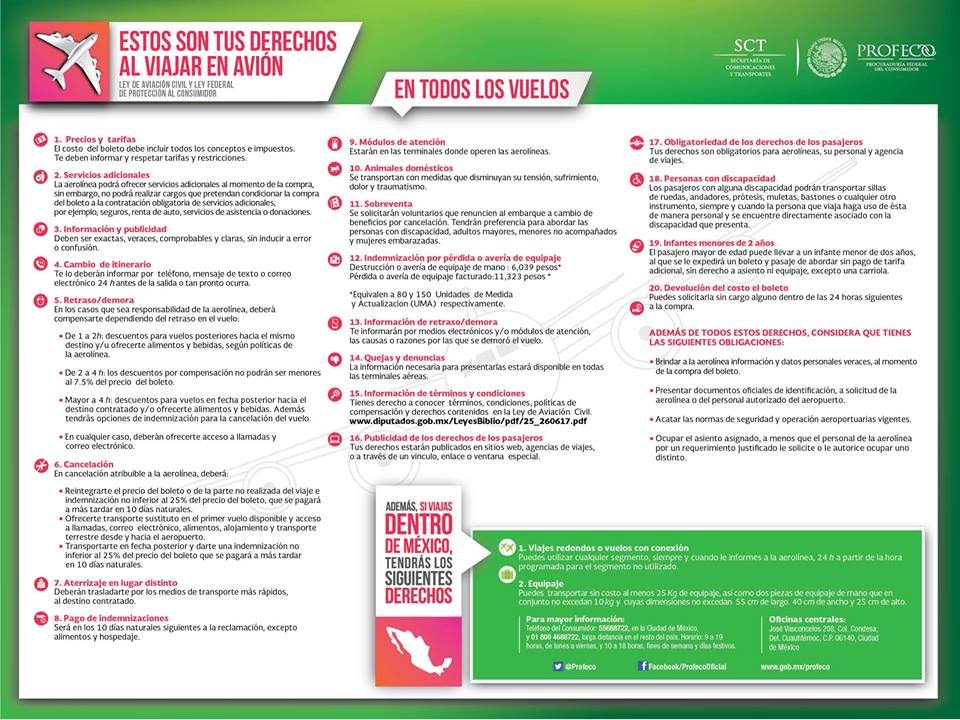 ESTOS SON TUS DERECHOS
AL VIAJAR EN AVIÓN
LEY DE AVIACIÓN CIVIL Y LEY FEDERAL
DE PROTECCIÓN AL CONSUMIDOR
EN TODOS LOS VUELOS
SCT
SECRETARÍA DE
COMUNICACIONES
Y TRANSPORTES
PROFECO
PROCURADURÍA FEDERAL
DEL CONSUMIDOR
1. Precios y tarifas
El costo del boleto debe incluir todos los conceptos e impuestos.
Te deben informar y respetar tarifas y restricciones.
2. Servicios adicionales
La aerolínea podrá ofrecer servicios adicionales al momento de la compra,
sin embargo, no podrá realizar cargos que pretendan condicionar la compra
del boleto a la contratación obligatoria de servicios adicionales,
por ejemplo, seguros, renta de auto, servicios de asistencia o donaciones.
3. Información y publicidad
Deben ser exactas, veraces, comprobables y claras, sin inducir a error
o confusión.
4. Cambio de itinerario
Te lo deberán informar por teléfono, mensaje de texto o correo
electrónico 24 h antes de la salida o tan pronto ocurra.
5. Retraso/demora
En los casos que sea responsabilidad de la aerolínea, deberá
compensarte dependiendo del retraso en el vuelo:
• De 1 a 2h: descuentos para vuelos posteriores hacia el mismo
destino y/u ofrecerte alimentos y bebidas, según políticas de
la aerolínea.
• De 2 a 4 h: los descuentos por compensación no podrán ser menores
al 7.5% del precio del boleto.
• Mayor a 4 h: descuentos para vuelos en fecha posterior hacia el
destino contratado y/o ofrecerte alimentos y bebidas. Además
tendrás opciones de indemnización para la cancelación del vuelo.
• En cualquier caso, deberán ofrecerte acceso a llamadas y
correo electrónico.
6. Cancelación
En cancelación atribuible a la aerolínea, deberá:
• Reintegrarte el precio del boleto o de la parte no realizada del viaje e
indemnización no inferior al 25% del precio del boleto, que se pagará
a más tardar en 10 días naturales.
• Ofrecerte transporte sustituto en el primer vuelo disponible y acceso
a llamadas, correo electrónico, alimentos, alojamiento y transporte
terrestre desde y hacia el aeropuerto.
• Transportarte en fecha posterior y darte una indemnización no
inferior al 25% del precio del boleto que se pagará a más tardar
en 10 días naturales.
7. Aterrizaje en lugar distinto
Deberán trasladarte por los medios de transporte más rápidos,
al destino contratado.
8. Pago de indemnizaciones
Será en los 10 días naturales siguientes a la reclamación, excepto
alimentos y hospedaje.
9. Módulos de atención
Estarán en las terminales donde operen las aerolíneas.
10. Animales domésticos
Se transportan con medidas que disminuyan su tensión, sufrimiento,
dolor y traumatismo.
11. Sobreventa
Se solicitarán voluntarios que renuncien al embarque a cambio de
beneficios por cancelación. Tendrán preferencia para abordar las
personas con discapacidad, adultos mayores, menores no acompañados
y mujeres embarazadas.
12. Indemnización por pérdida o avería de equipaje
Destrucción o avería de equipaje de mano : 6,039 pesos*
Pérdida o avería de equipaje facturado:11,323 pesos *
*Equivalen a 80 y 150 Unidades de Medida
y Actualizacion (UMA) respectivamente.
13. Información de retraso/demora
Te informarán por medios electrónicos y/o módulos de atención,
las causas o razones por las que se demoró el vuelo.
14. Quejas y denuncias
La información necesaria para presentarlas estará disponible en todas
las terminales aéreas.
15. Información de términos y condiciones
Tienes derecho a conocer términos, condiciones, políticas de
compensación y derechos contenidos en la Ley de Aviación Civil.
www.diputados.gob.mx/LeyesBiblio/pdf/25_260617.pdf
16. Publicidad de los derechos de los pasajeros
Tus derechos estarán publicados en sitios web, agencias de viajes,
o a través de un vínculo, enlace o ventana especial.
17. Obligatoriedad de los derechos de los pasajeros
Tus derechos son obligatorios para aerolíneas, su personal y agencia
de viajes.
18. Personas con discapacidad
Los pasajeros con alguna discapacidad podrán transportar sillas
de ruedas, andadores, prótesis, muletas, bastones o cualquier otro
instrumento, siempre y cuando la persona que viaja haga uso de ésta
de manera personal y se encuentre directamente asociado con la
discapacidad que presenta.
19. Infantes menores de 2 años
El pasajero mayor de edad puede llevar a un infante menor de dos años,
al que se le expedirá un boleto y pasaje de abordar sin pago de tarifa
adicional, sin derecho a asiento ni equipaje, excepto una carriola.
20. Devolución del costo el boleto
Puedes solicitarla sin cargo alguno dentro de las 24 horas siguientes
a la compra.
ADEMÁS DE TODOS ESTOS DERECHOS, CONSIDERA QUE TIENES
LAS SIGUIENTES OBLIGACIONES:
• Brindar a la aerolínea información y datos personales veraces, al momento
de la compra del boleto.
• Presentar documentos oficiales de identificación, a solicitud de la
aerolínea o del personal autorizado del aeropuerto.
• Acatar las normas de seguridad y operación aeroportuarias vigentes.
• Ocupar el asiento asignado, a menos que el personal de la aerolínea
por un requerimiento justificado le solicite o le autorice ocupar uno
distinto.
ADEMÁS, SI VIAJAS
DENTRO
DE MÉXICO,
TENDRÁS LOS
SIGUIENTES
DERECHOS
1. Viajes redondos o vuelos con conexión
Puedes utilizar cualquier segmento, siempre y cuando le informes a la aerolínea, 24 h a partir de la hora
programada para el segmento no utilizado.
2. Equipaje
Puedes transportar sin costo al menos 25 Kg de equipaje, así como dos piezas de equipaje de mano que en
conjunto no excedan 10 kg y cuyas dimensiones no excedan 55 cm de largo. 40 cm de ancho y 25 cm de alto.
Para mayor información:
Teléfono del Consumidor: 55688722, en la Ciudad de México,
y 01 800 4688722, larga distancia en el resto del país. Horario: 9 a 19
horas, de lunes a viernes, y 10 a 18 horas, fines de semana y días festivos.
Oficinas centrales:
José Vasconcelos 208, Col. Condesa,
Del. Cuauhtémoc, C.P. 06140, Ciudad
de México
@Profeco
Facebook/ProfecoOficial
www.gob.mx/profeco